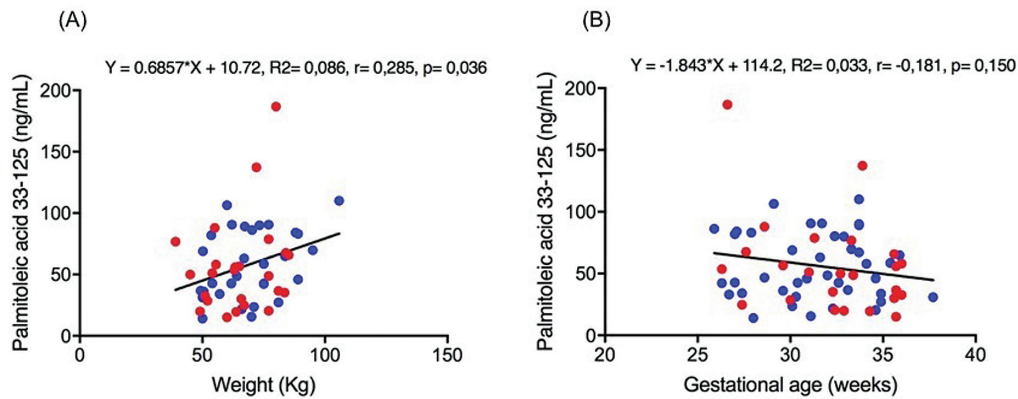 (A)
Y = 0.6857*X + 10.72, R2= 0,086, r= 0,285, p= 0,036
Palmitoleic acid 33-125 (ng/mL)
200
150
100
50
0
0
50
100
150
Weight (Kg)
(B)
Y = -1.843*X + 114.2, R2= 0,033, r= -0,181, p= 0,150
Palmitoleic acid 33-125 (ng/mL)
200
150
100
50
0
20
25
30
35
40
Gestational age (weeks)